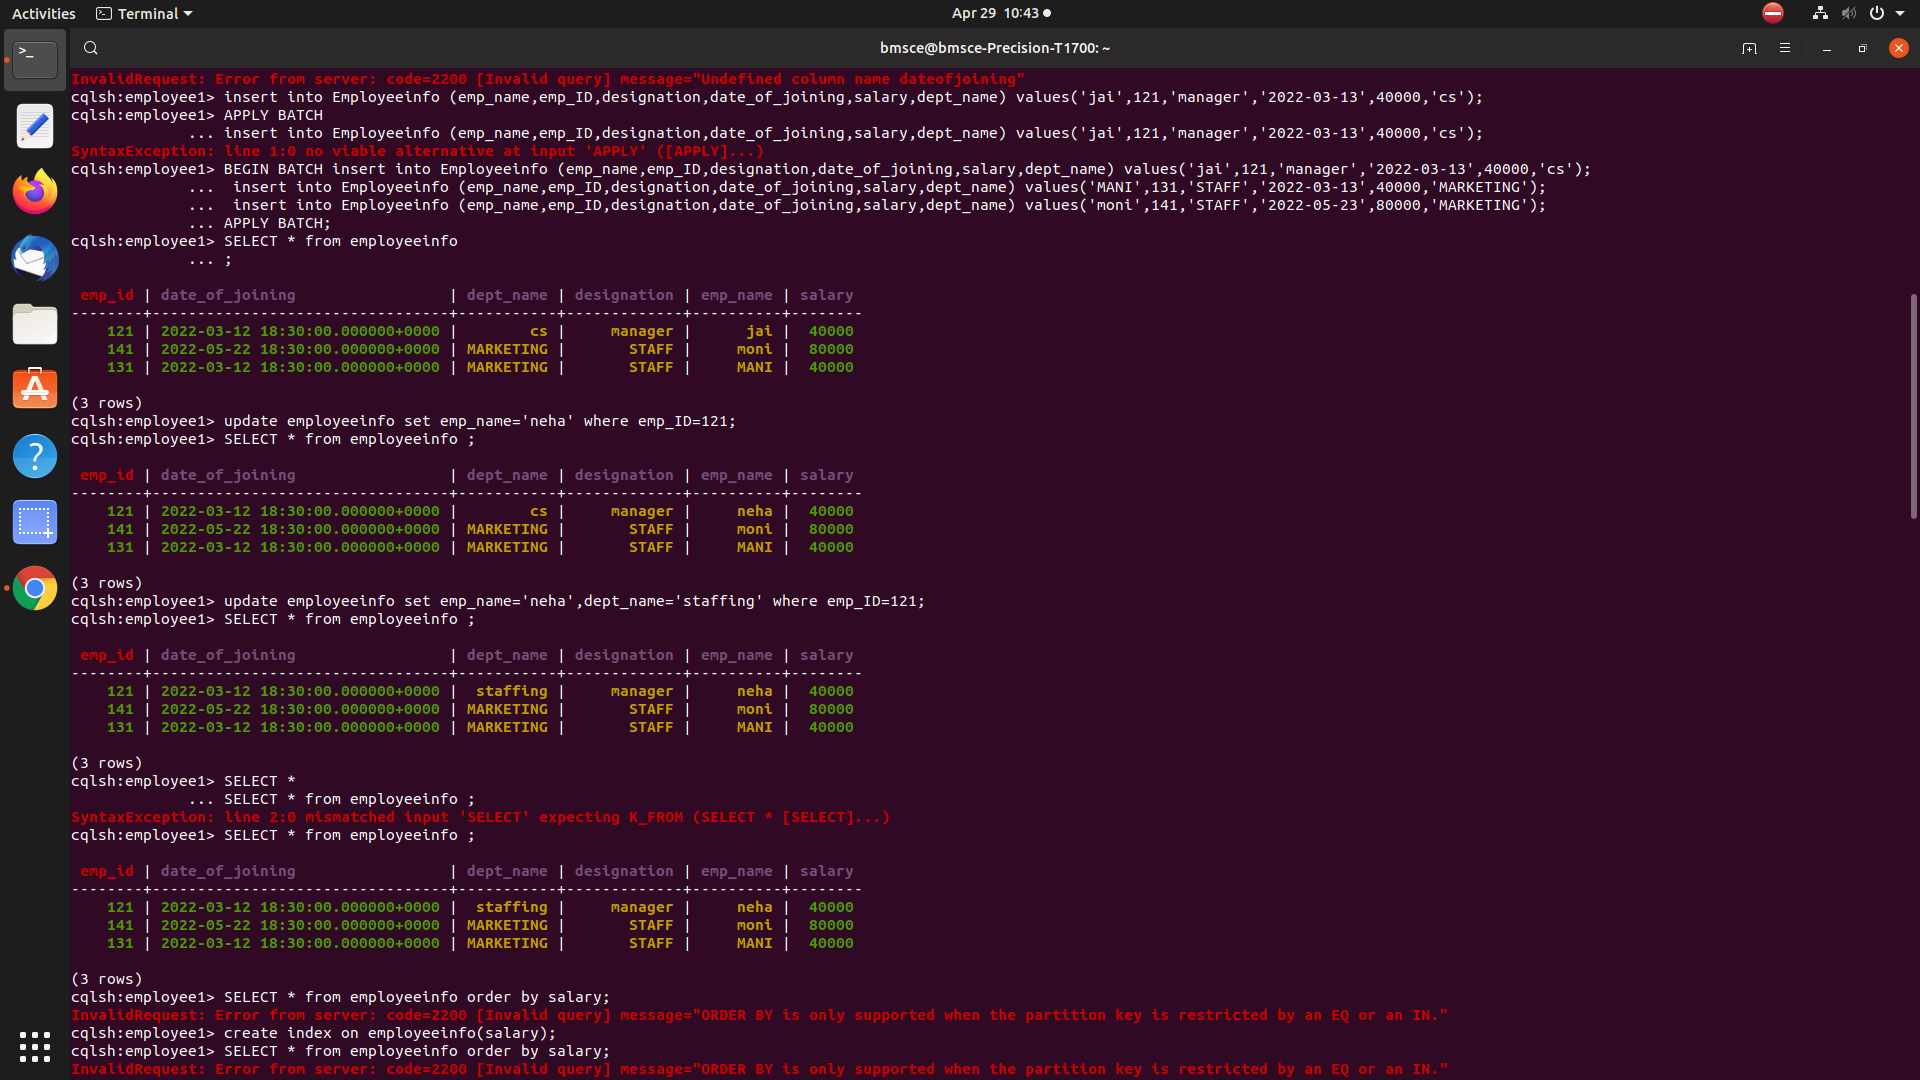 Activities
Terminal
Apr 29 10:43
bmsce@bmsce-Precision-T1700: ~
InvalidRequest: Error from server: code=2200 [Invalid query] message="Undefined column name dateofjoining"
cqlsh:employee1> insert into Employeeinfo (emp_name,emp_ID,designation,date_of_joining,salary,dept_name) values('jai',121,'manager','2022-03-13',40000,'cs');
cqlsh:employee1> APPLY BATCH
... insert into Employeeinfo (emp_name,emp_ID,designation,date_of_joining,salary,dept_name) values('jai',121,'manager','2022-03-13',40000,'cs');
SyntaxException: line 1:0 no viable alternative at input 'APPLY' ([APPLY]...)
cqlsh:employee1> BEGIN BATCH insert into Employeeinfo (emp_name,emp_ID,designation,date_of_joining,salary,dept_name) values('jai',121,'manager','2022-03-13',40000,'cs');
...  insert into Employeeinfo (emp_name,emp_ID,designation,date_of_joining,salary,dept_name) values('MANI',131,'STAFF','2022-03-13',40000,'MARKETING');
...  insert into Employeeinfo (emp_name,emp_ID,designation,date_of_joining,salary,dept_name) values('moni',141,'STAFF','2022-05-23',80000,'MARKETING');
... APPLY BATCH;
cqlsh:employee1> SELECT * from employeeinfo
... ;
emp_id | date_of_joining                 | dept_name | designation | emp_name | salary
--------+---------------------------------+-----------+-------------+----------+--------
121 | 2022-03-12 18:30:00.000000+0000 |        cs |     manager |      jai |  40000
141 | 2022-05-22 18:30:00.000000+0000 | MARKETING |       STAFF |     moni |  80000
131 | 2022-03-12 18:30:00.000000+0000 | MARKETING |       STAFF |     MANI |  40000
(3 rows)
cqlsh:employee1> update employeeinfo set emp_name='neha' where emp_ID=121;
cqlsh:employee1> SELECT * from employeeinfo ;
emp_id | date_of_joining                 | dept_name | designation | emp_name | salary
--------+---------------------------------+-----------+-------------+----------+--------
121 | 2022-03-12 18:30:00.000000+0000 |        cs |     manager |     neha |  40000
141 | 2022-05-22 18:30:00.000000+0000 | MARKETING |       STAFF |     moni |  80000
131 | 2022-03-12 18:30:00.000000+0000 | MARKETING |       STAFF |     MANI |  40000
(3 rows)
cqlsh:employee1> update employeeinfo set emp_name='neha',dept_name='staffing' where emp_ID=121;
cqlsh:employee1> SELECT * from employeeinfo ;
emp_id | date_of_joining                 | dept_name | designation | emp_name | salary
--------+---------------------------------+-----------+-------------+----------+--------
121 | 2022-03-12 18:30:00.000000+0000 |  staffing |     manager |     neha |  40000
141 | 2022-05-22 18:30:00.000000+0000 | MARKETING |       STAFF |     moni |  80000
131 | 2022-03-12 18:30:00.000000+0000 | MARKETING |       STAFF |     MANI |  40000
(3 rows)
cqlsh:employee1> SELECT *
... SELECT * from employeeinfo ;
SyntaxException: line 2:0 mismatched input 'SELECT' expecting K_FROM (SELECT * [SELECT]...)
cqlsh:employee1> SELECT * from employeeinfo ;
emp_id | date_of_joining                 | dept_name | designation | emp_name | salary
--------+---------------------------------+-----------+-------------+----------+--------
121 | 2022-03-12 18:30:00.000000+0000 |  staffing |     manager |     neha |  40000
141 | 2022-05-22 18:30:00.000000+0000 | MARKETING |       STAFF |     moni |  80000
131 | 2022-03-12 18:30:00.000000+0000 | MARKETING |       STAFF |     MANI |  40000
(3 rows)
cqlsh:employee1> SELECT * from employeeinfo order by salary;
InvalidRequest: Error from server: code=2200 [Invalid query] message="ORDER BY is only supported when the partition key is restricted by an EQ or an IN."
cqlsh:employee1> create index on employeeinfo(salary);
cqlsh:employee1> SELECT * from employeeinfo order by salary;
InvalidRequest: Error from server: code=2200 [Invalid query] message="ORDER BY is only supported when the partition key is restricted by an EQ or an IN."